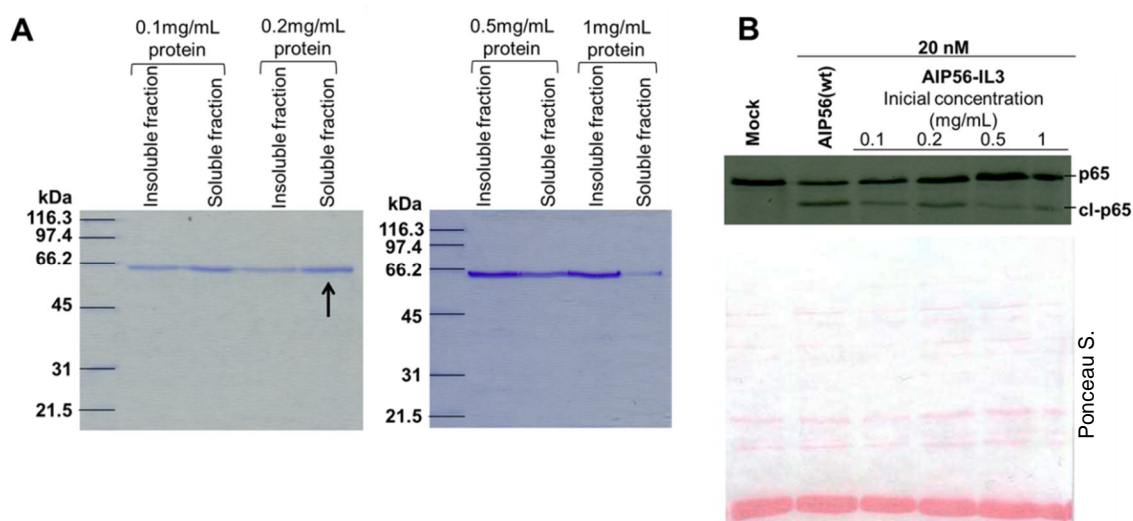 A
0.1mg/mL
protein
0.2mg/mL
protein
Insoluble fraction
Soluble fraction
Insoluble fraction
Soluble fraction
kDa
116.3
97.4
66.2
45
31
21.5
0.5mg/mL
protein
1mg/mL
protein
Insoluble fraction
Soluble fraction
Insoluble fraction
Soluble fraction
kDa
116.3
97.4
66.2
45
31
21.5
B
20 nM
Mock
AIP56(wt)
AIP56-IL3
Inicial concentration
(mg/mL)
0.1 0.2 0.5 1
p65
cl-p65
Ponceau S.